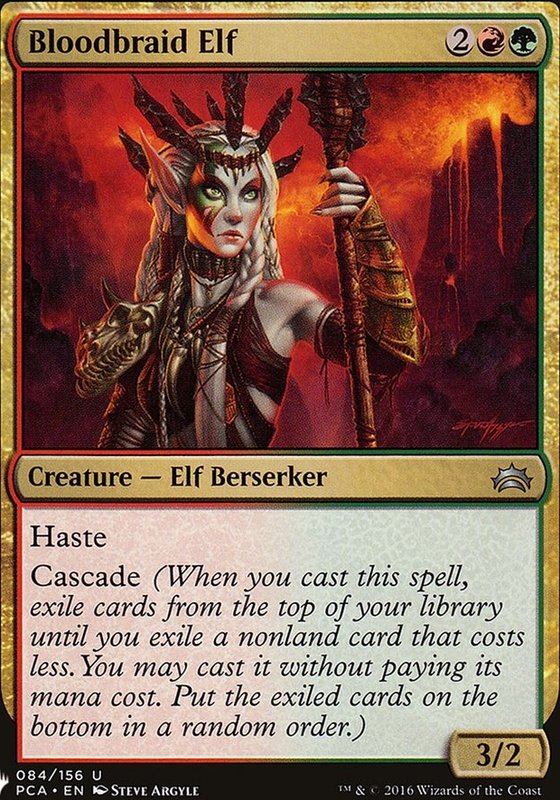 Bloodbraid Elf 2
Creature — Elf Berserker
Haste
Cascade (When you cast this spell,
exile cards from the top of your library
until you exile a nonland card that costs
less. You may cast it without paying its
mana cost. Put the exiled cards on the
bottom in a random order.)
3/2
084/156 U
PCA • EN Steve Argyle
™ & © 2016 Wizards of the Coast